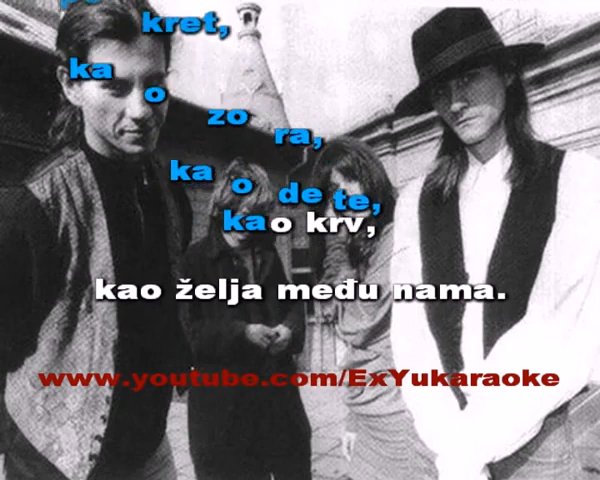 kret,
ka
o
zo
ra,
ka
o
de te,
kao krv,
kao želja među nama.
www.youtube.com/ExYukaraoke